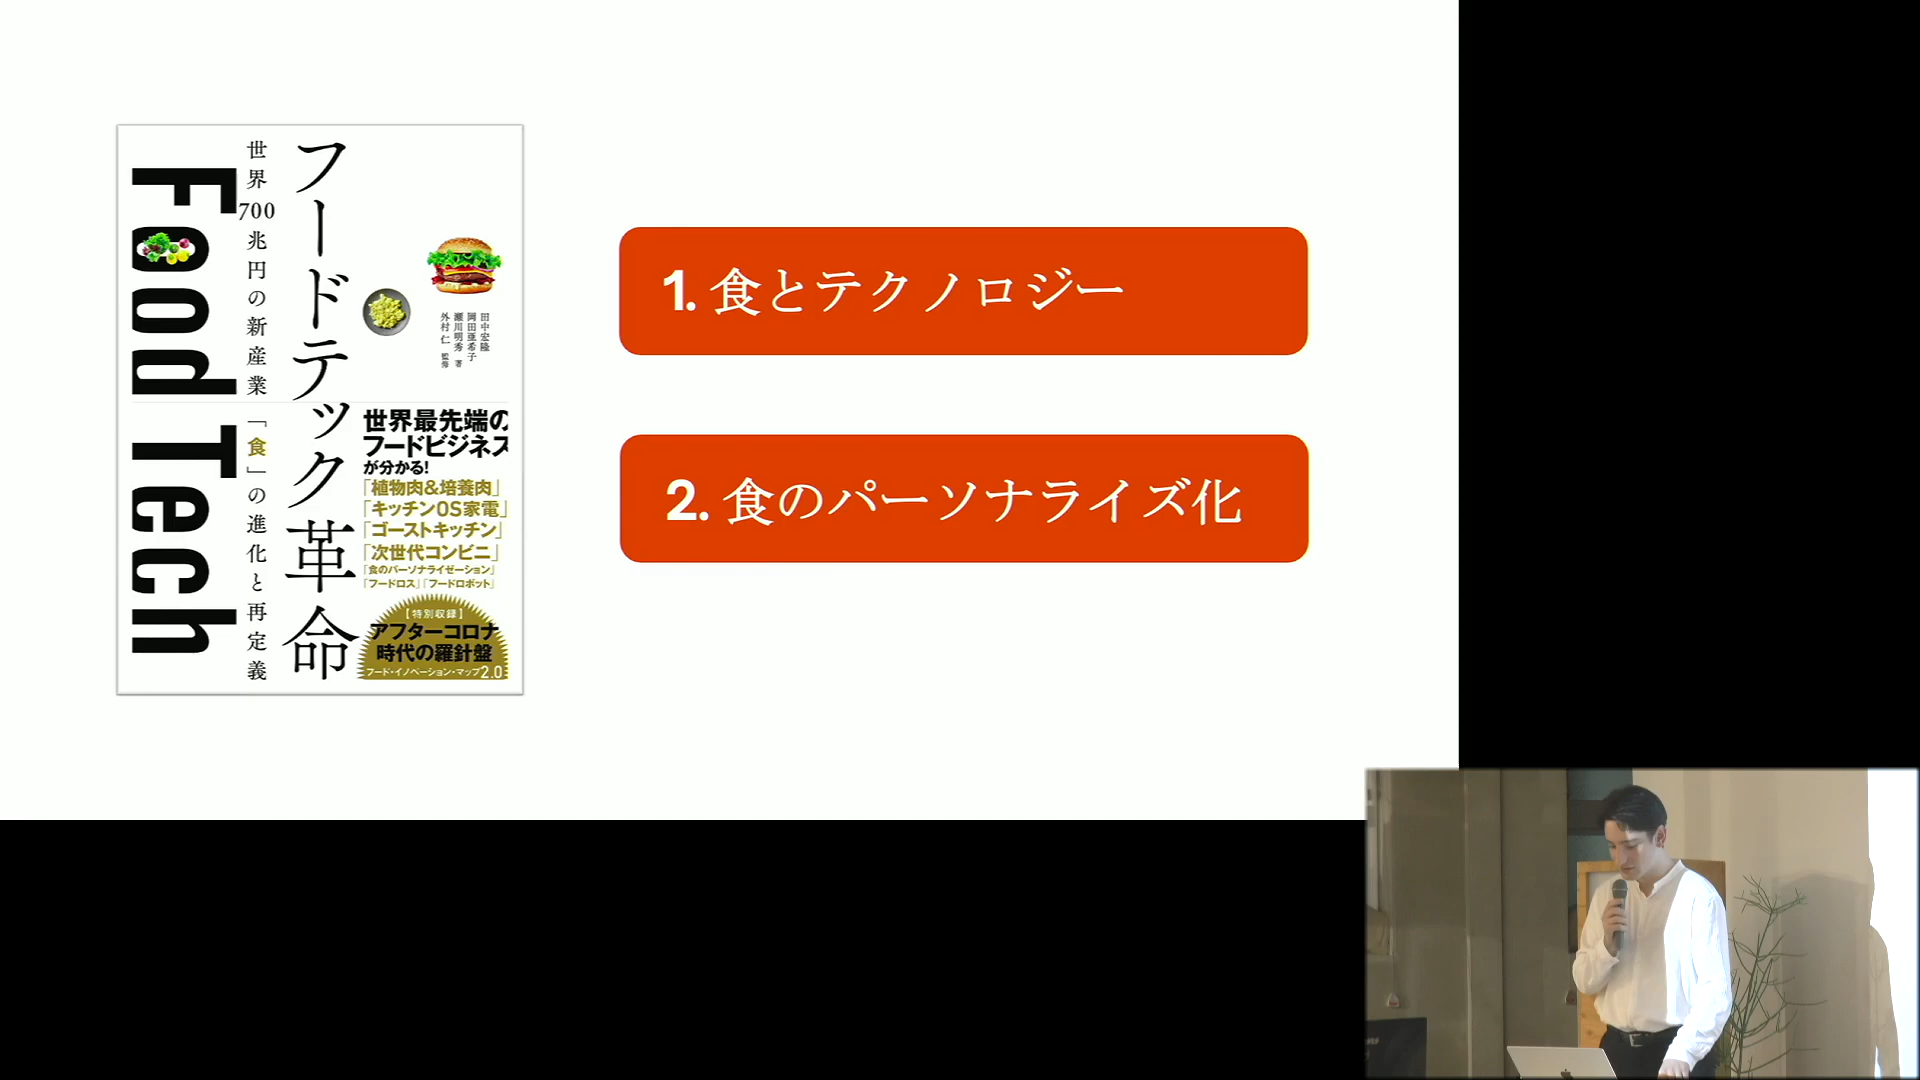 フードテック革命
世界700兆円の新産業「食」の進化と再定義
Food Tech
田中宏隆
岡田亜希子
瀬川明秀 著
外村 仁 監修
世界最先端の
フードビジネス
が分かる!
「植物肉&培養肉」
「キッチンOS家電」
「ゴーストキッチン」
「次世代コンビニ」
「食のパーソナライゼーション」
「フードロス」「フードロボット」
【特別収録】
アフターコロナ
時代の羅針盤
フード・イノベーション・マップ2.0
1. 食とテクノロジー
2. 食のパーソナライズ化